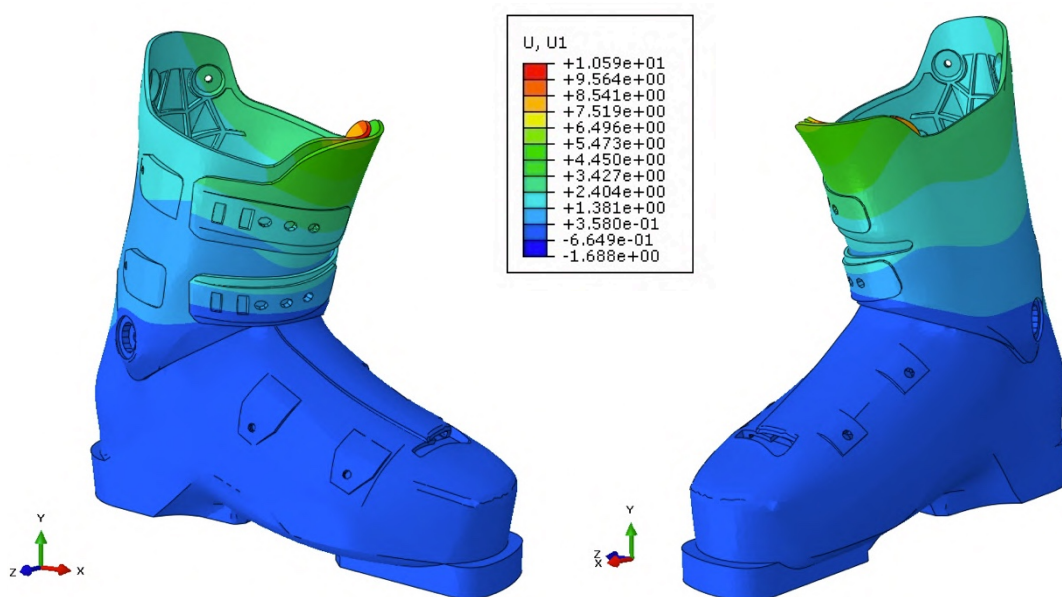 U, U1
+1.059e+01
+9.564e+00
+8.541e+00
+7.519e+00
+6.496e+00
+5.473e+00
+4.450e+00
+3.427e+00
+2.404e+00
+1.381e+00
+3.580e-01
-6.649e-01
-1.688e+00
Y
Z
X
Y
Z
X